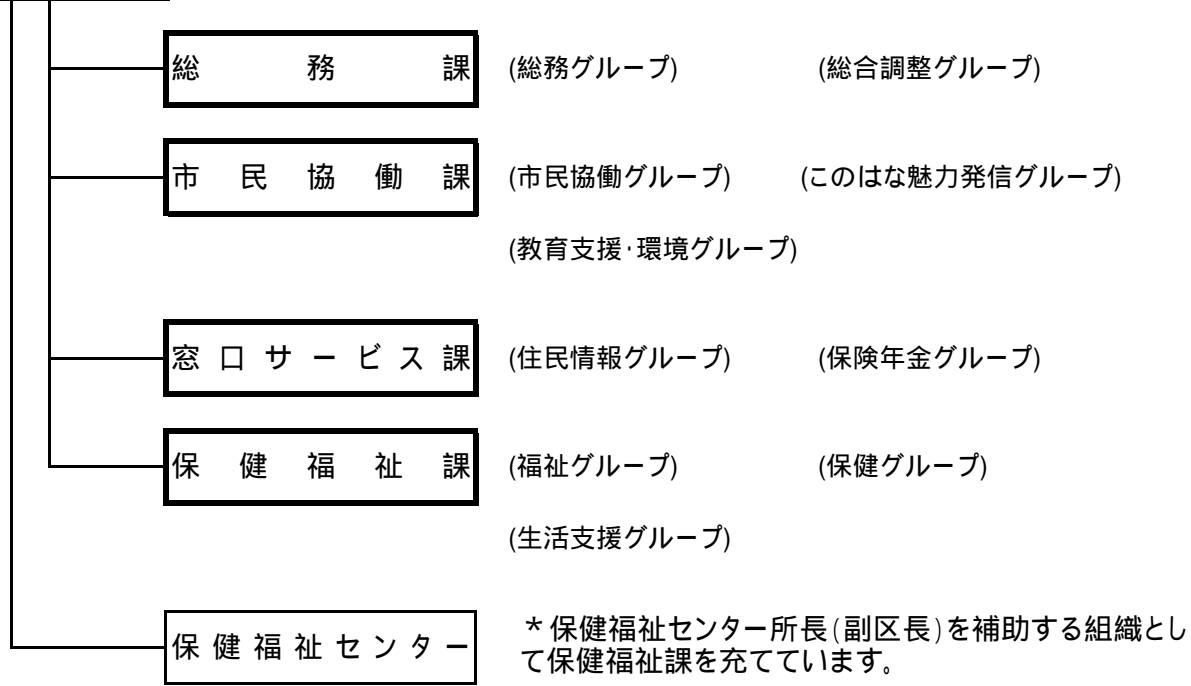 総務課 (総務グループ) (総合調整グループ)
市民協働課 (市民協働グループ) (このはな魅力発信グループ)
(教育支援・環境グループ)
窓口サービス課 (住民情報グループ) (保険年金グループ)
保健福祉課 (福祉グループ) (保健グループ)
(生活支援グループ)
保健福祉センター
＊保健福祉センター所長(副区長)を補助する組織とし
て保健福祉課を充てています。